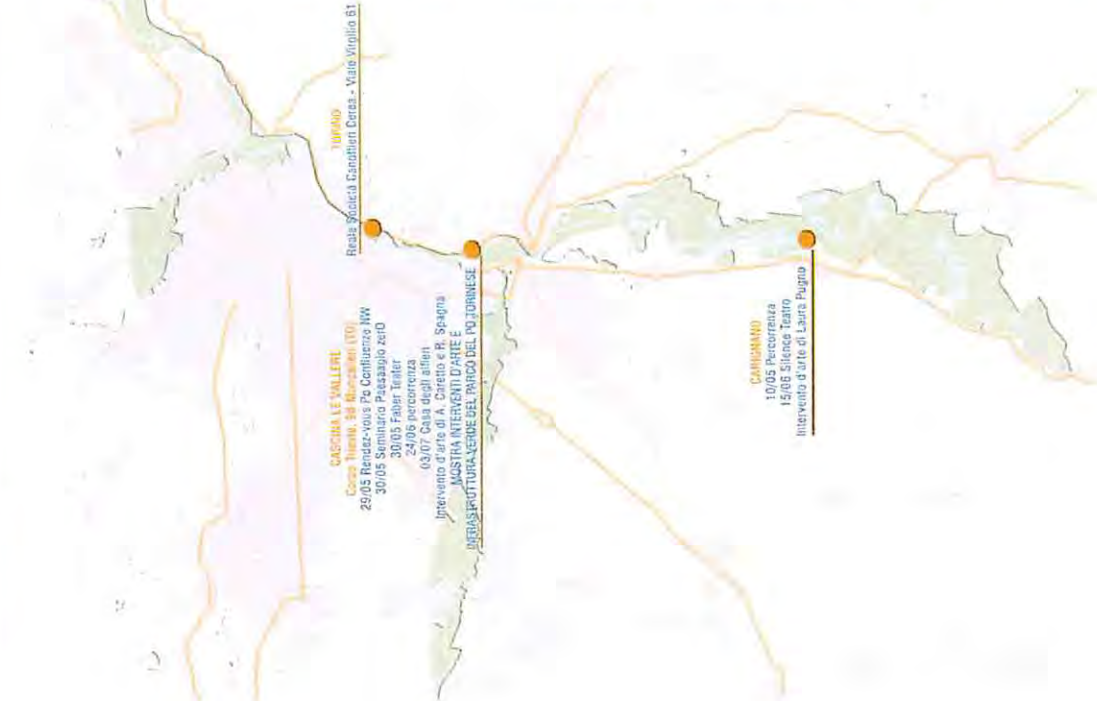 TORINO
Reale Società Canottieri Cerea - Viale Virgilio 61
CASCINA LE VALLERE
Corso Trieste, 98 Moncalieri (TO)
29/05 Rendez-vous Po Confluenze NW
30/05 Seminario Paesaggio zer0
30/05 Faber Teater
24/06 percorrenza
03/07 Casa degli alfieri
Intervento d'arte di A. Caretto e R. Spagna
MOSTRA INTERVENTI D'ARTE E
INFRASTRUTTURA VERDE DEL PARCO DEL PO TORINESE
CARIGNANO
10/05 Percorrenza
15/06 Silence Teatro
Intervento d'arte di Laura Pugno